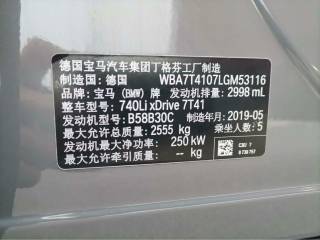 德国宝马汽车集团丁格芬工厂制造
制造国：德国 WBA7T4107LGM53116
品牌：宝马(BMW)牌 发动机排量：2998 mL
整车型号：740Li xDrive 7T41
发动机型号：B58B30C 制造年月：2019-05
最大允许总质量：2555 kg 乘坐人数：5
发动机最大净功率：250 kW
最大允许牵引质量：-- kg